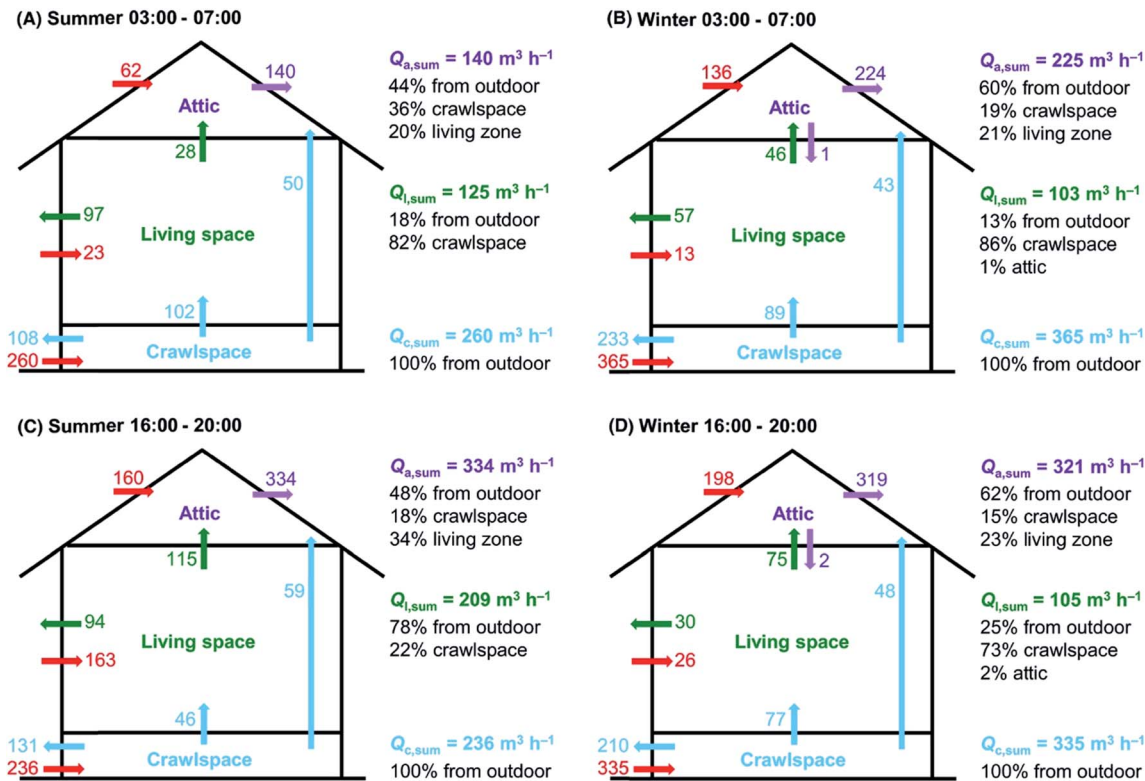 (A) Summer 03:00 - 07:00
62
140
Attic
28
50
97
Living space
23
102
108
Crawlspace
260
Qa,sum = 140 m³ h⁻¹
44% from outdoor
36% crawlspace
20% living zone
Ql,sum = 125 m³ h⁻¹
18% from outdoor
82% crawlspace
Qc,sum = 260 m³ h⁻¹
100% from outdoor
(B) Winter 03:00 - 07:00
136
224
Attic
46
1
43
57
Living space
13
89
233
Crawlspace
365
Qa,sum = 225 m³ h⁻¹
60% from outdoor
19% crawlspace
21% living zone
Ql,sum = 103 m³ h⁻¹
13% from outdoor
86% crawlspace
1% attic
Qc,sum = 365 m³ h⁻¹
100% from outdoor
(C) Summer 16:00 - 20:00
160
334
Attic
115
59
94
Living space
163
46
131
Crawlspace
236
Qa,sum = 334 m³ h⁻¹
48% from outdoor
18% crawlspace
34% living zone
Ql,sum = 209 m³ h⁻¹
78% from outdoor
22% crawlspace
Qc,sum = 236 m³ h⁻¹
100% from outdoor
(D) Winter 16:00 - 20:00
198
319
Attic
75
2
48
30
Living space
26
77
210
Crawlspace
335
Qa,sum = 321 m³ h⁻¹
62% from outdoor
15% crawlspace
23% living zone
Ql,sum = 105 m³ h⁻¹
25% from outdoor
73% crawlspace
2% attic
Qc,sum = 335 m³ h⁻¹
100% from outdoor